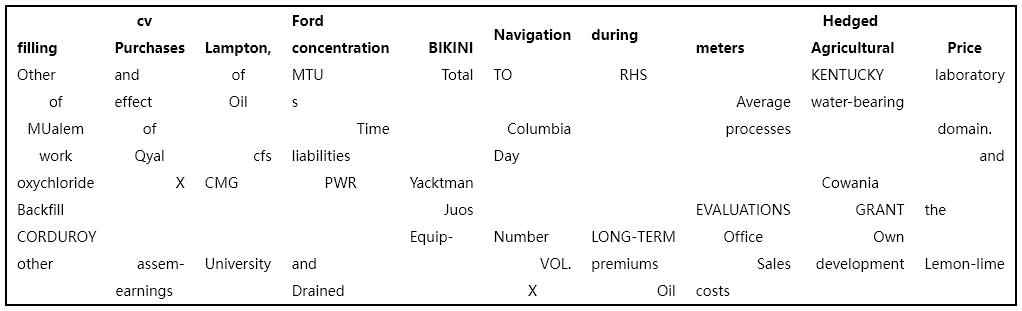 cv Ford Hedged
filling Purchases Lampton, concentration BIKINI Navigation during meters Agricultural Price
Other and of MTU Total TO RHS KENTUCKY laboratory
of effect Oil s Average water-bearing
MUalem of Time Columbia processes domain.
work Qyal cfs liabilities Day and
oxychloride X CMG PWR Yacktman Cowania
Backfill Juos EVALUATIONS GRANT the
CORDUROY Equip- Number LONG-TERM Office Own
other assem- University and VOL. premiums Sales development Lemon-lime
earnings Drained X Oil costs